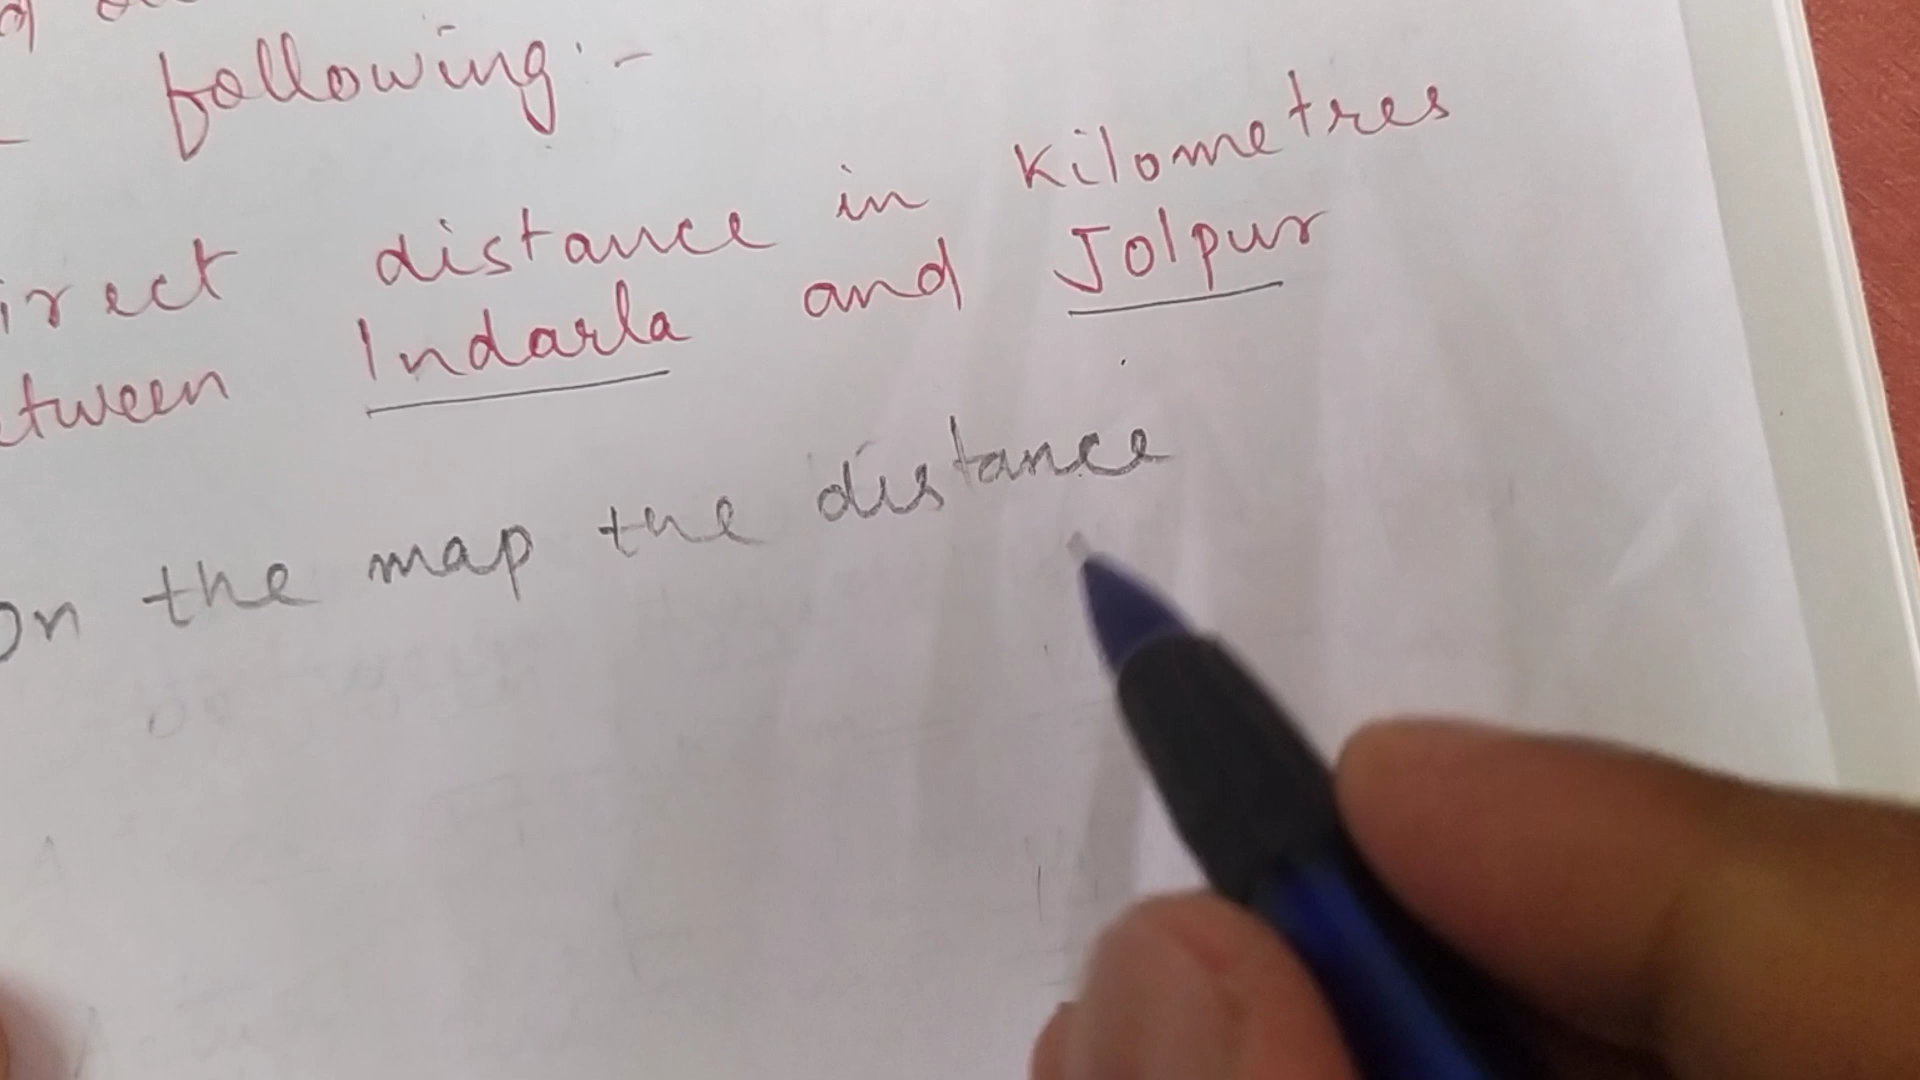 following :-
irect distance in Kilometres
tween Indarla and Jolpur
On the map the distance